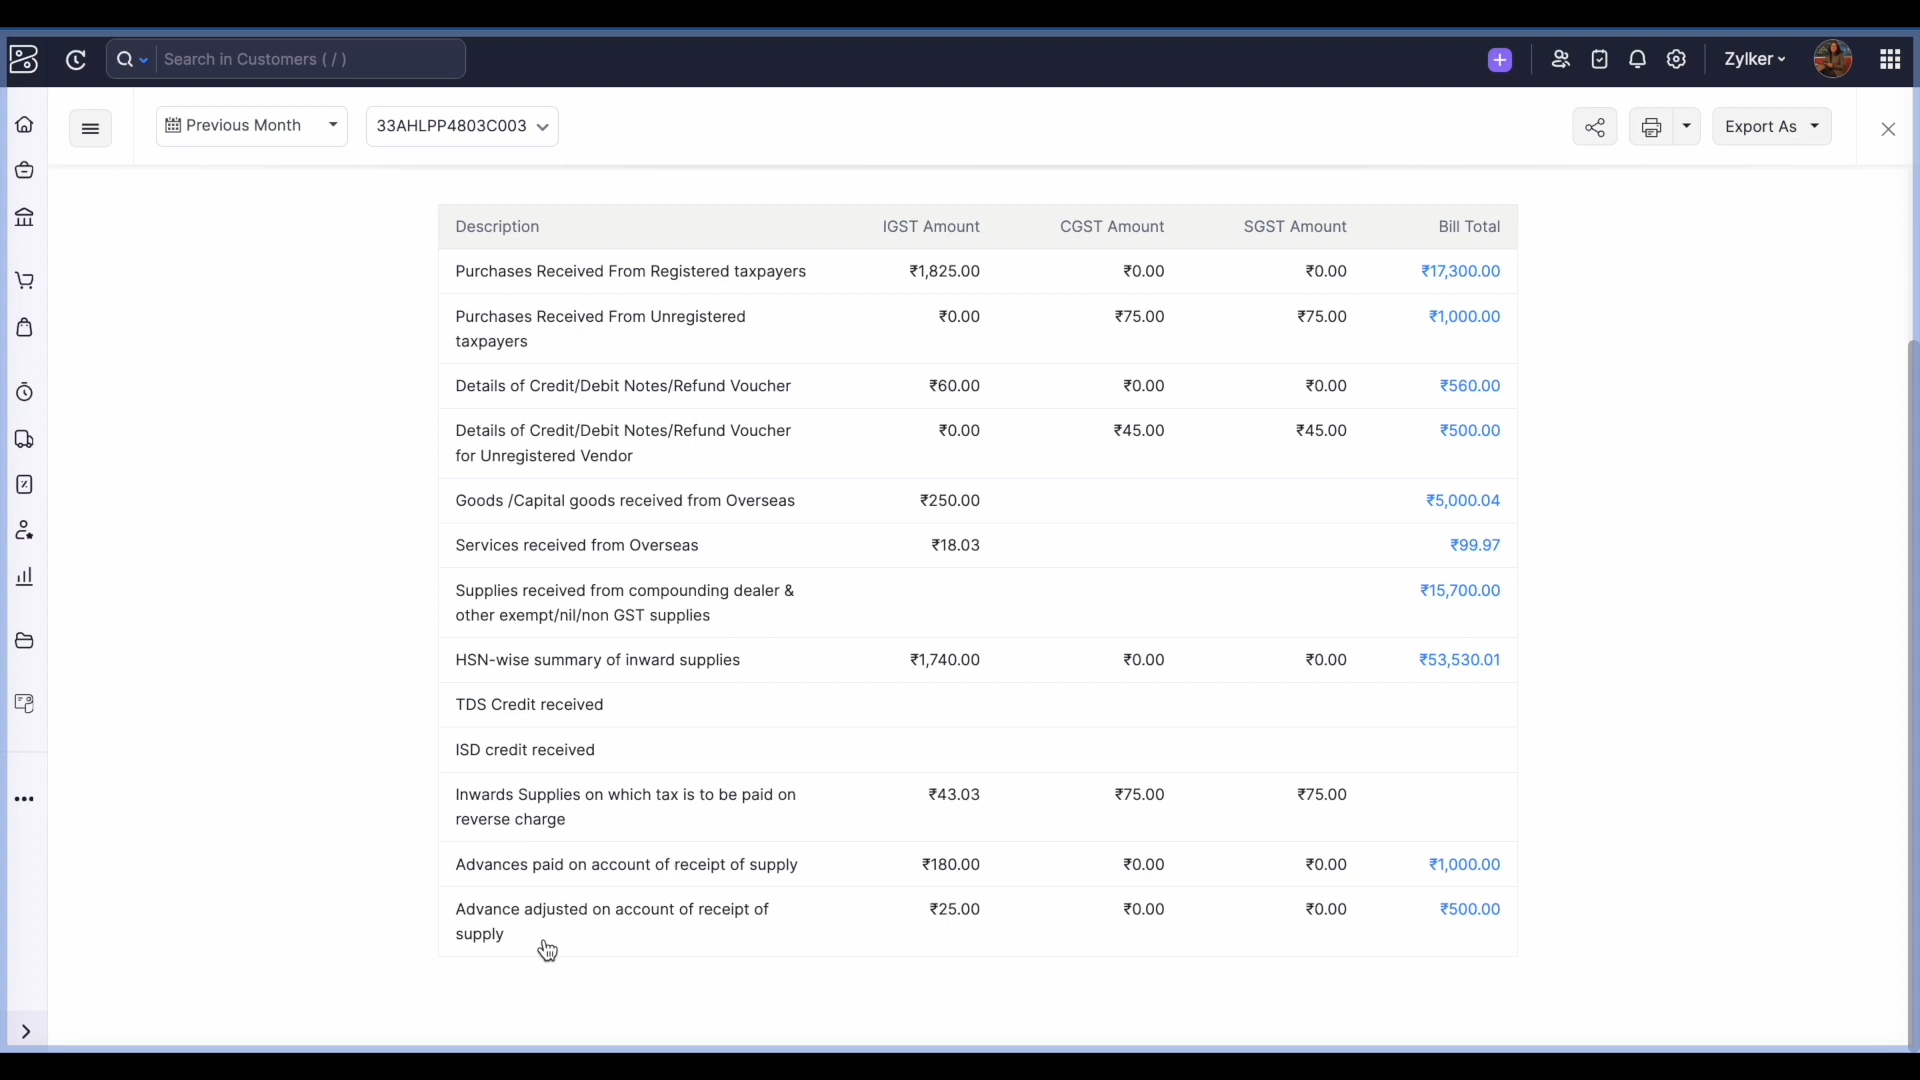 Search in Customers ( / )
Zylker
Previous Month
33AHLPP4803C003
Export As
Description IGST Amount CGST Amount SGST Amount Bill Total
Purchases Received From Registered taxpayers ₹1,825.00 ₹0.00 ₹0.00 ₹17,300.00
Purchases Received From Unregistered ₹0.00 ₹75.00 ₹75.00 ₹1,000.00
taxpayers
Details of Credit/Debit Notes/Refund Voucher ₹60.00 ₹0.00 ₹0.00 ₹560.00
Details of Credit/Debit Notes/Refund Voucher ₹0.00 ₹45.00 ₹45.00 ₹500.00
for Unregistered Vendor
Goods /Capital goods received from Overseas ₹250.00 ₹5,000.04
Services received from Overseas ₹18.03 ₹99.97
Supplies received from compounding dealer & ₹15,700.00
other exempt/nil/non GST supplies
HSN-wise summary of inward supplies ₹1,740.00 ₹0.00 ₹0.00 ₹53,530.01
TDS Credit received
ISD credit received
Inwards Supplies on which tax is to be paid on ₹43.03 ₹75.00 ₹75.00
reverse charge
Advances paid on account of receipt of supply ₹180.00 ₹0.00 ₹0.00 ₹1,000.00
Advance adjusted on account of receipt of ₹25.00 ₹0.00 ₹0.00 ₹500.00
supply